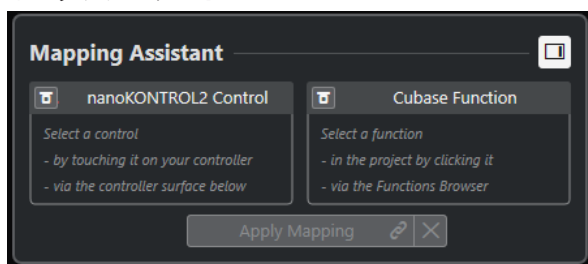 Mapping Assistant
nanoKONTROL2 Control
Select a control
- by touching it on your controller
- via the controller surface below
Cubase Function
Select a function
- in the project by clicking it
- via the Functions Browser
Apply Mapping